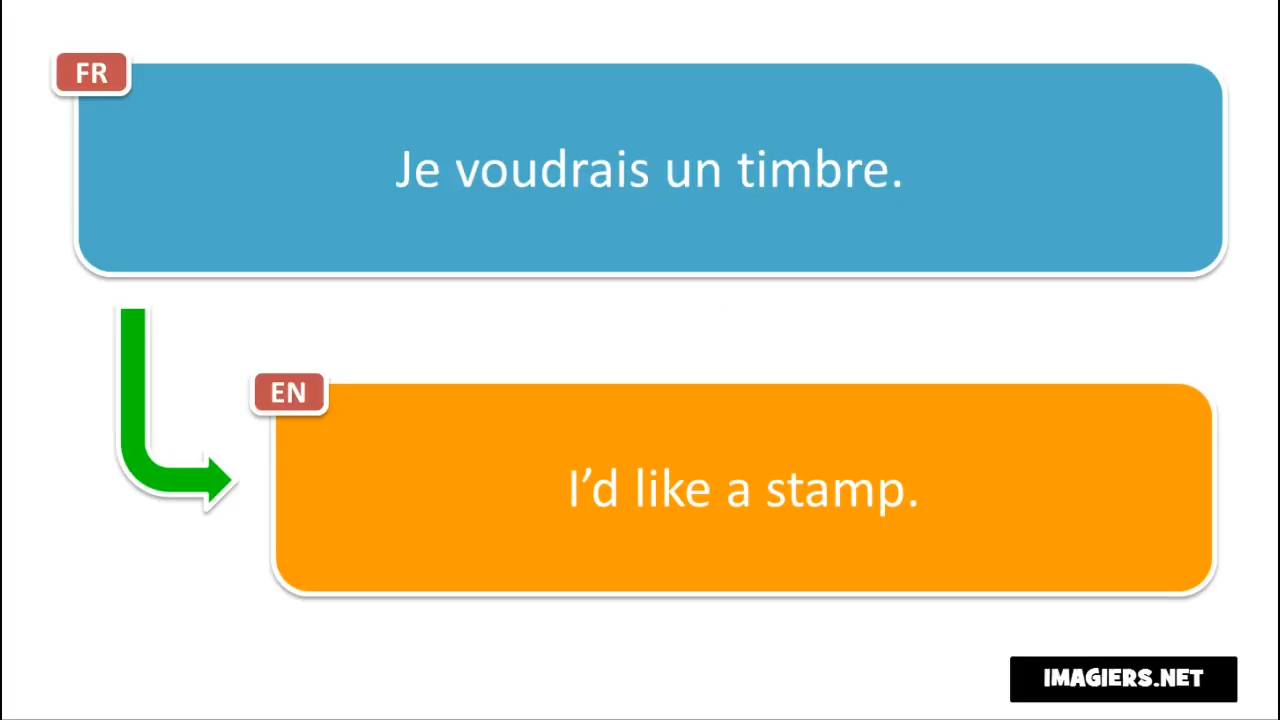 FR
Je voudrais un timbre.
EN
I’d like a stamp.
IMAGIERS.NET